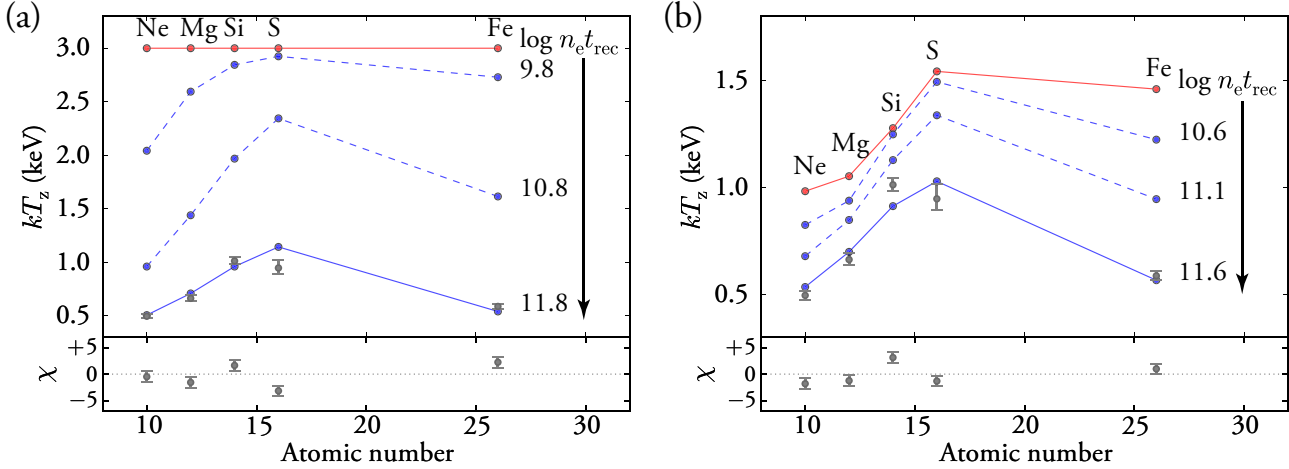 (a)
Ne Mg Si S Fe
log nₑt_rec
9.8
10.8
11.8
3.0
2.5
2.0
1.5
1.0
0.5
kT_z (keV)
+5
0
−5
χ
10 15 20 25 30
Atomic number
(b)
Ne Mg Si S Fe
log nₑt_rec
10.6
11.1
11.6
1.5
1.0
0.5
kT_z (keV)
+5
0
−5
χ
10 15 20 25 30
Atomic number